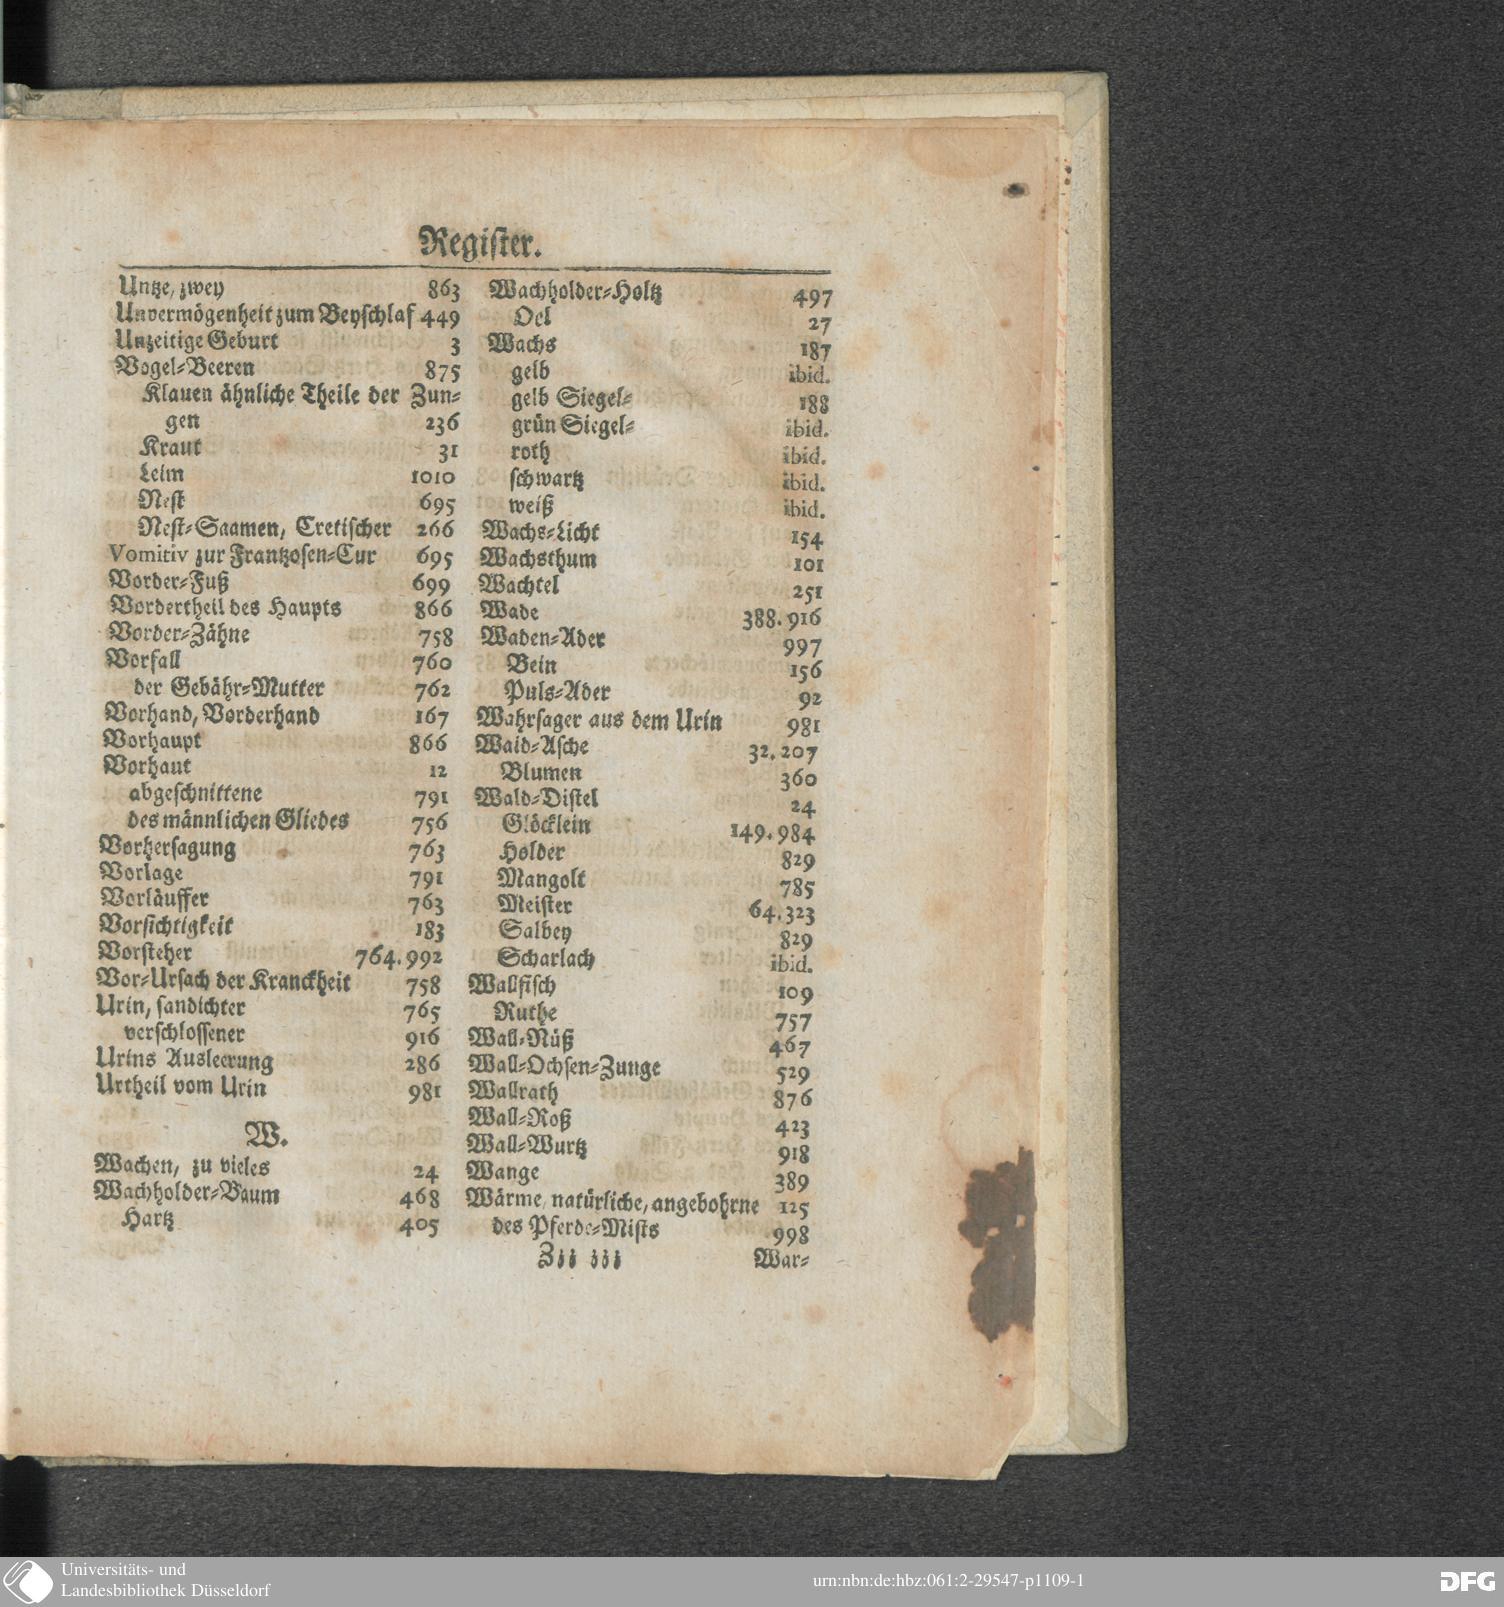 Register.
Untze, zwey 863
Unvermögenheit zum Beyschlaf 449
Unzeitige Geburt 3
Vogel-Beeren 875
Klauen ähnliche Theile der Zun-
gen 236
Kraut 31
Leim 1010
Nest 695
Nest-Saamen, Cretischer 266
Vomitiv zur Frantzosen-Cur 695
Vorder-Fuß 699
Vordertheil des Haupts 866
Vorder-Zähne 758
Vorfall 760
der Gebähr-Mutter 762
Vorhand, Vorderhand 167
Vorhaupt 866
Vorhaut 12
abgeschnittene 791
des männlichen Gliedes 756
Vorhersagung 763
Vorlage 791
Vorläuffer 763
Vorsichtigkeit 183
Vorsteher 764. 992
Vor-Ursach der Kranckheit 758
Urin, sandichter 765
verschlossener 916
Urins Ausleerung 286
Urtheil vom Urin 981
W.
Wachen, zu vieles 24
Wachholder-Baum 468
Hartz 405
Wachholder-Holtz 497
Oel 27
Wachs 187
gelb ibid.
gelb Siegel- 188
grün Siegel- ibid.
roth ibid.
schwartz ibid.
weiß ibid.
Wachs-Licht 154
Wachsthum 101
Wachtel 251
Wade 388. 916
Waden-Ader 997
Bein 156
Puls-Ader 92
Wahrsager aus dem Urin 981
Waid-Asche 32. 207
Blumen 360
Wald-Distel 24
Glöcklein 149. 984
Holder 829
Mangolt 785
Meister 64. 323
Salbey 829
Scharlach ibid.
Wallfisch 109
Ruthe 757
Wall-Nüß 467
Wall-Ochsen-Zunge 529
Wallrath 876
Wall-Roß 423
Wall-Wurtz 918
Wange 389
Wärme, natürliche, angebohrne 125
des Pferde-Mists 998
Zjj jjj War-
Universitäts- und
Landesbibliothek Düsseldorf
urn:nbn:de:hbz:061:2-29547-p1109-1
DFG